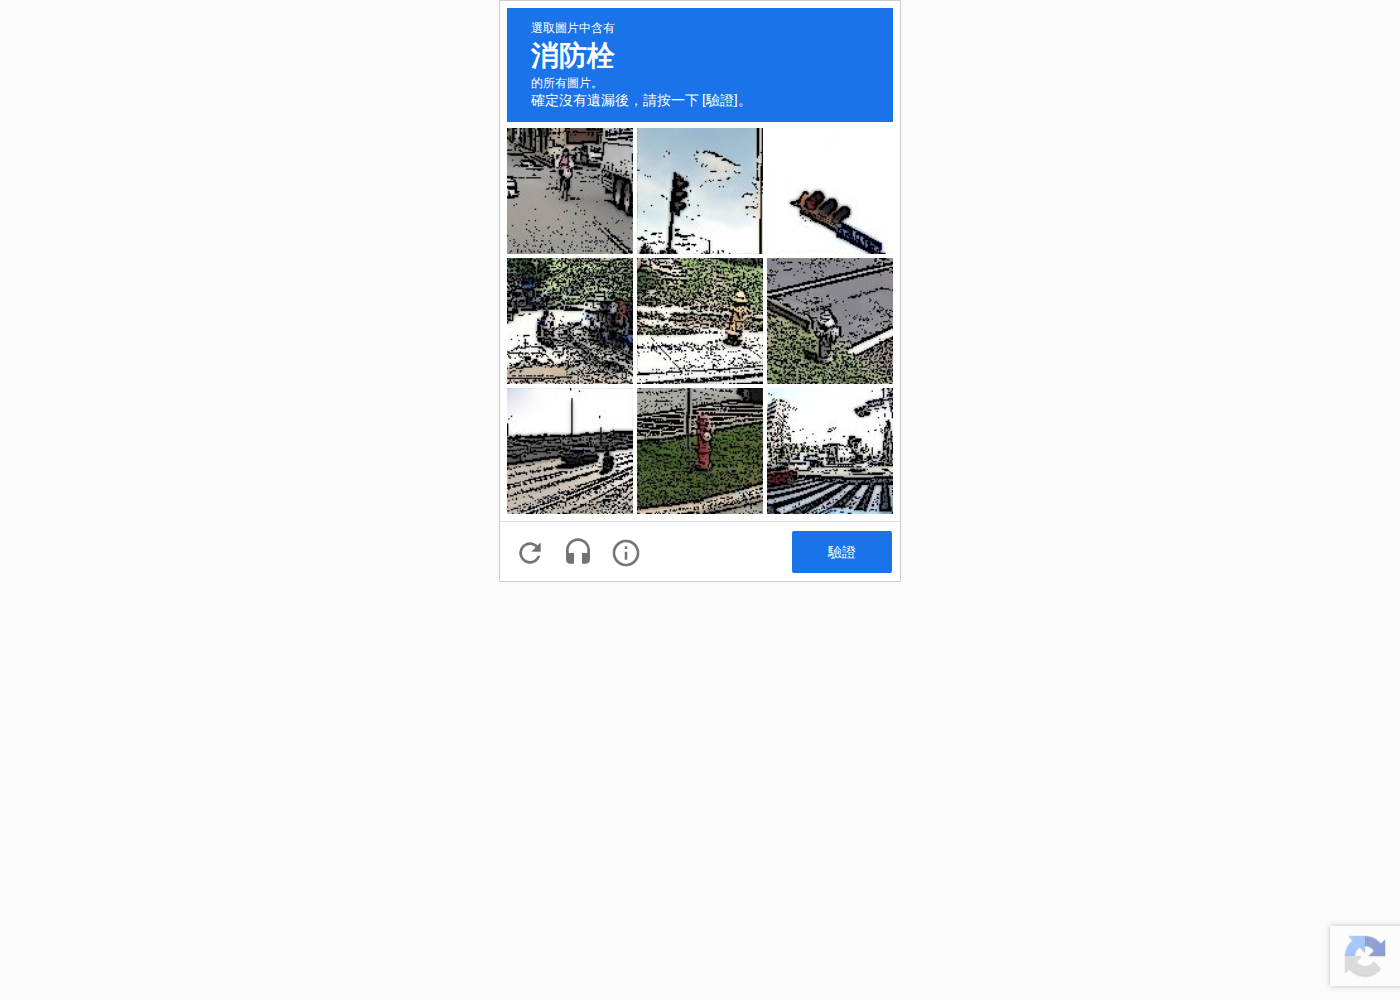 選取圖片中含有
消防栓
的所有圖片。
確定沒有遺漏後，請按一下 [驗證]。
驗證